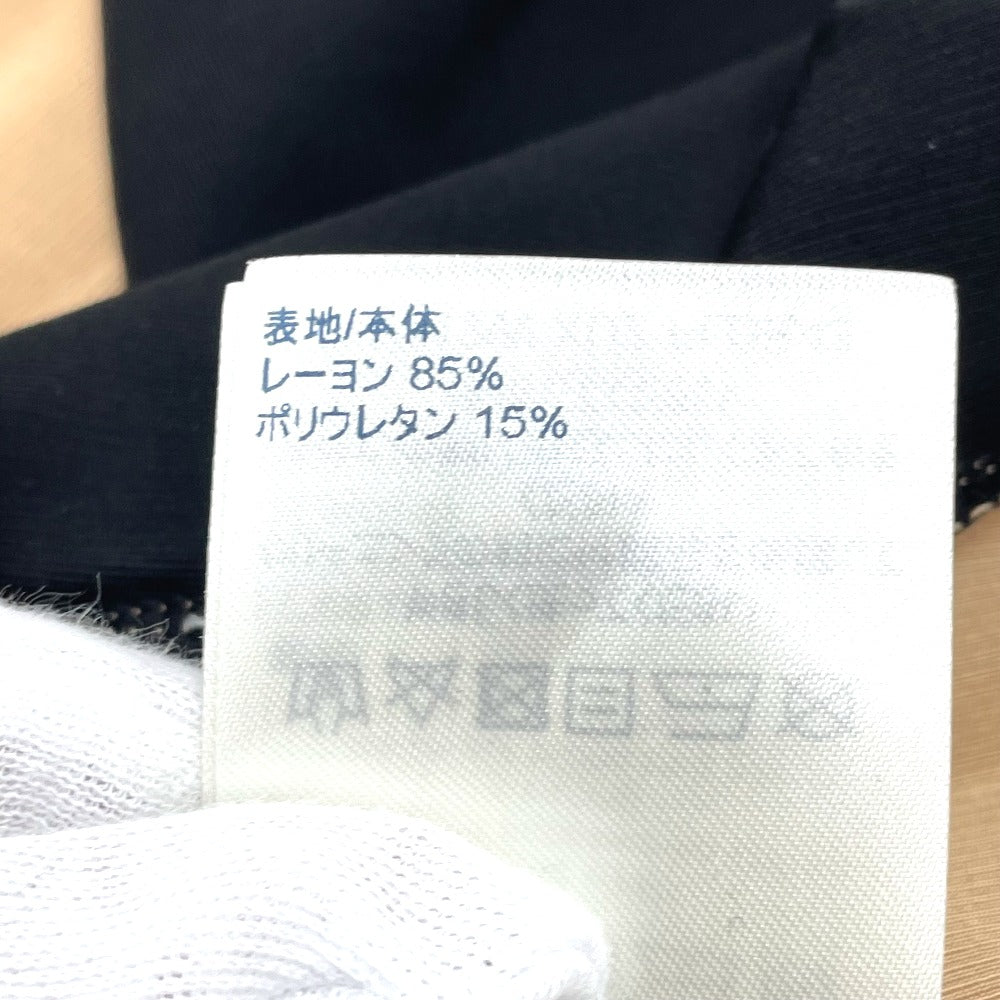 表地/本体
レーヨン 85%
ポリウレタン 15%